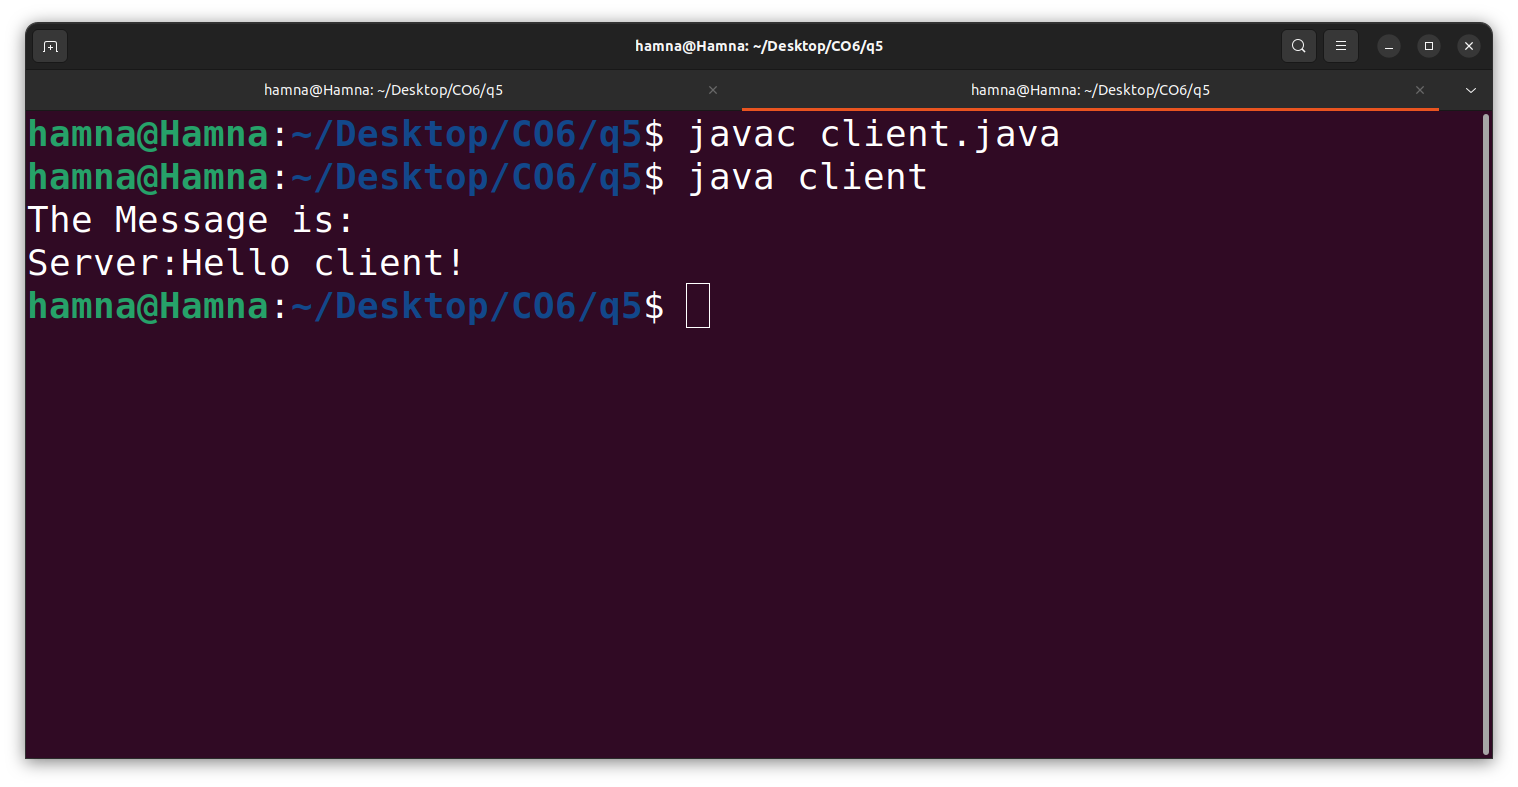 hamna@Hamna: ~/Desktop/CO6/q5
hamna@Hamna: ~/Desktop/CO6/q5
hamna@Hamna: ~/Desktop/CO6/q5
hamna@Hamna:~/Desktop/CO6/q5$ javac client.java
hamna@Hamna:~/Desktop/CO6/q5$ java client
The Message is:
Server:Hello client!
hamna@Hamna:~/Desktop/CO6/q5$